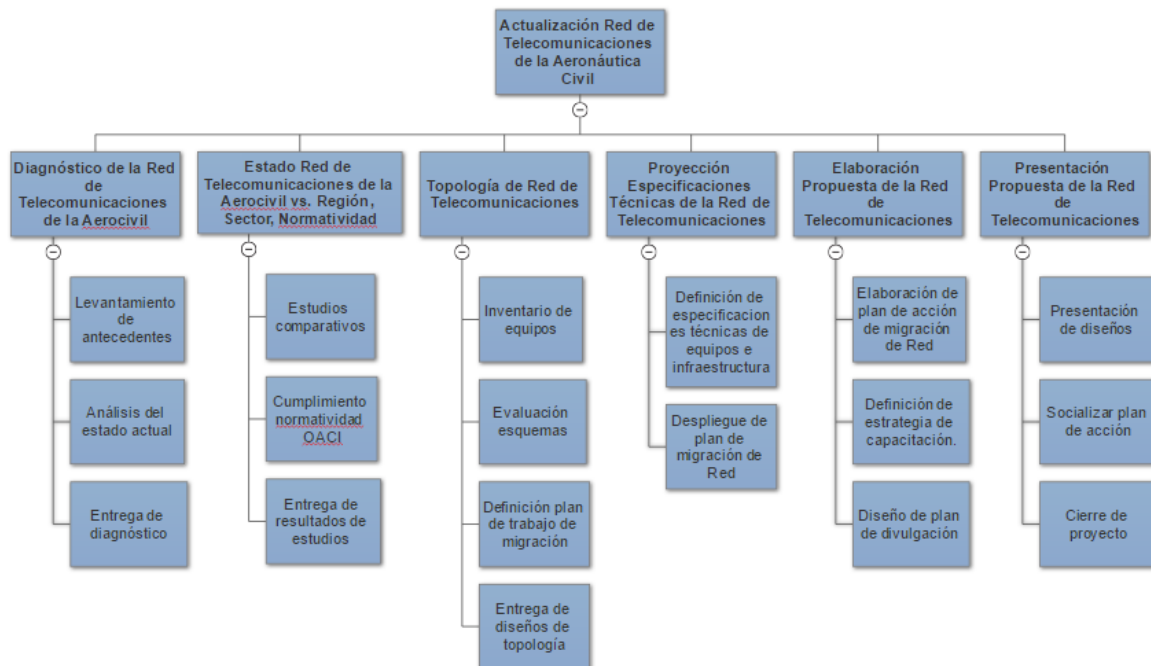 Actualización Red de
Telecomunicaciones
de la Aeronáutica
Civil
Diagnóstico de la Red
de
Telecomunicaciones
de la Aerocivil
Estado Red de
Telecomunicaciones de la
Aerocivil vs. Región,
Sector, Normatividad
Topología de Red de
Telecomunicaciones
Proyección
Especificaciones
Técnicas de la Red de
Telecomunicaciones
Elaboración
Propuesta de la Red
de
Telecomunicaciones
Presentación
Propuesta de la Red
de
Telecomunicaciones
Levantamiento
de
antecedentes
Análisis del
estado actual
Entrega de
diagnóstico
Estudios
comparativos
Cumplimiento
normatividad
OACI
Entrega de
resultados de
estudios
Inventario de
equipos
Evaluación
esquemas
Definición plan
de trabajo de
migración
Entrega de
diseños de
topología
Definición de
especificacion
es técnicas de
equipos e
infraestructura
Despliegue de
plan de
migración de
Red
Elaboración de
plan de acción
de migración
de Red
Definición de
estrategia de
capacitación.
Diseño de plan
de divulgación
Presentación
de diseños
Socializar plan
de acción
Cierre de
proyecto